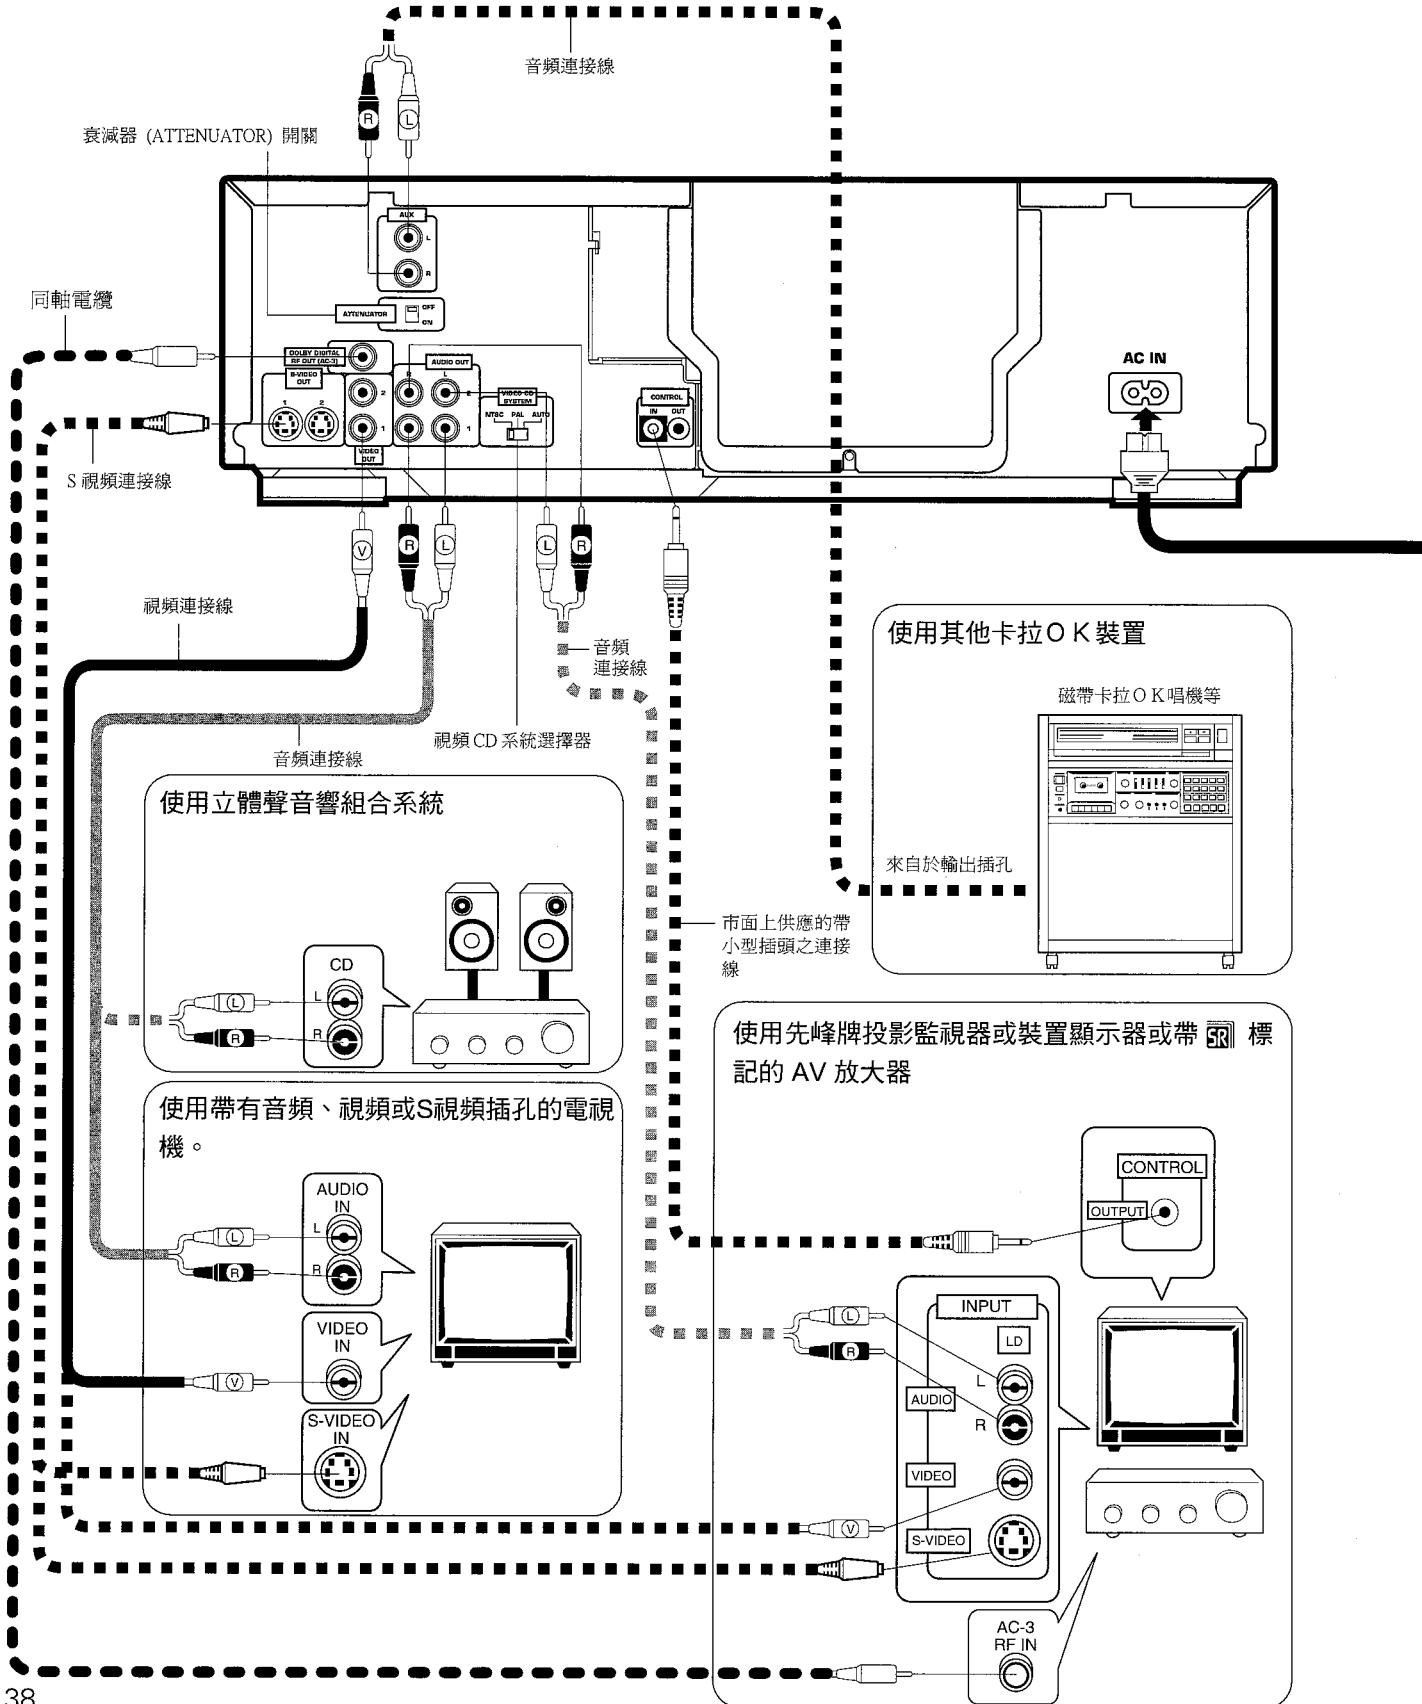 音頻連接線
R
L
衰減器 (ATTENUATOR) 開關
AUX
L
R
同軸電纜
ATTENUATOR
OFF
ON
DOLBY DIGITAL
RF OUT (AC-3)
S-VIDEO
OUT
1
2
2
1
VIDEO
OUT
AUDIO OUT
R
L
2
1
VIDEO CD
SYSTEM
NTSC
PAL
AUTO
CONTROL
IN
OUT
AC IN
S 視頻連接線
V
R
L
L
R
視頻連接線
音頻
連接線
音頻連接線
視頻 CD 系統選擇器
使用其他卡拉OK裝置
磁帶卡拉OK唱機等
來自於輸出插孔
使用立體聲音響組合系統
CD
L
R
L
R
市面上供應的帶
小型插頭之連接
線
使用先峰牌投影監視器或裝置顯示器或帶 SR 標
記的 AV 放大器
使用帶有音頻、視頻或S視頻插孔的電視
機。
AUDIO
IN
L
R
L
R
VIDEO
IN
V
S-VIDEO
IN
CONTROL
OUTPUT
INPUT
LD
L
R
AUDIO
L
R
VIDEO
V
S-VIDEO
AC-3
RF IN
38